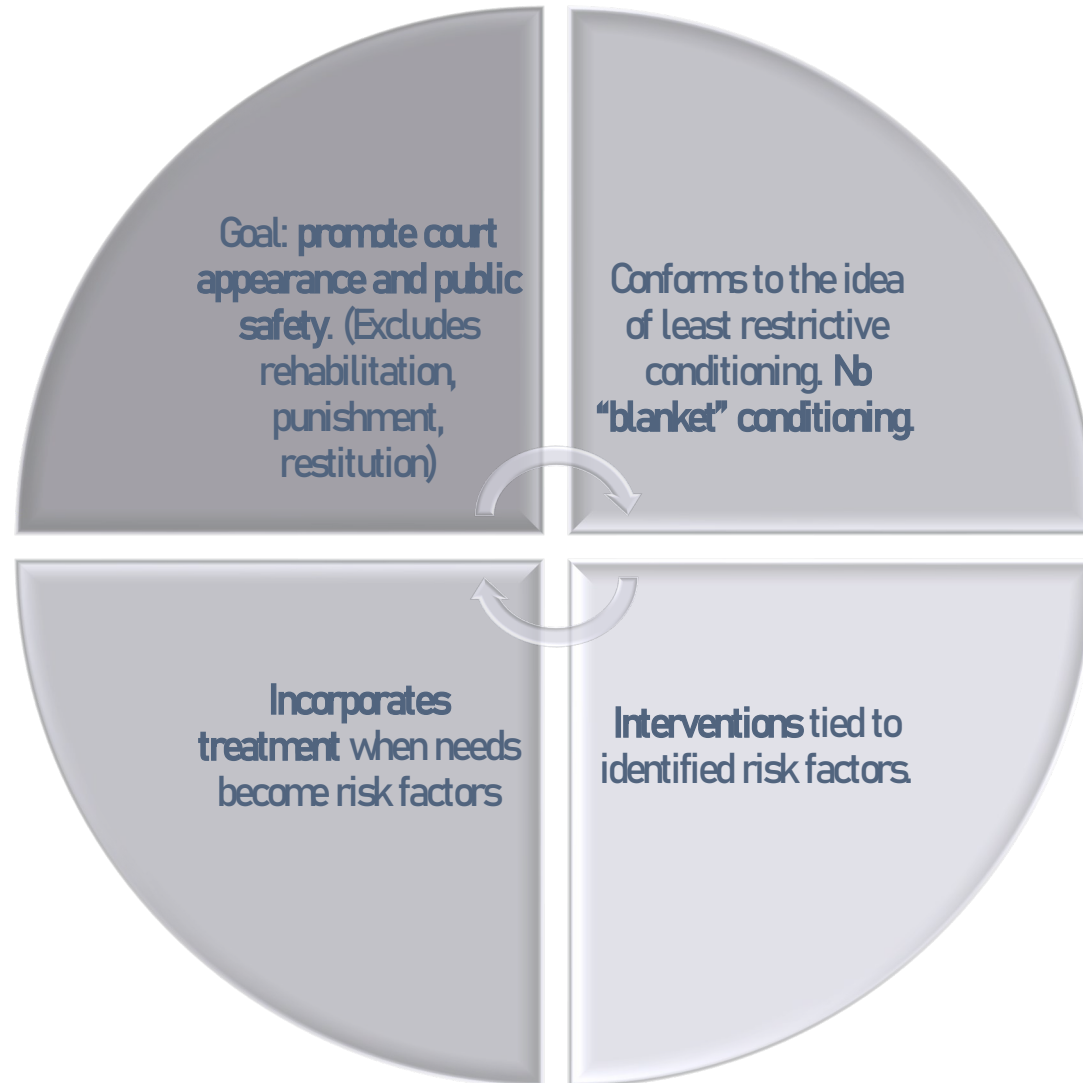 Goal: promote court
appearance and public
safety. (Excludes
rehabilitation,
punishment,
restitution)
Conforms to the idea
of least restrictive
conditioning. No
“blanket” conditioning.
Incorporates
treatment when needs
become risk factors
Interventions tied to
identified risk factors.